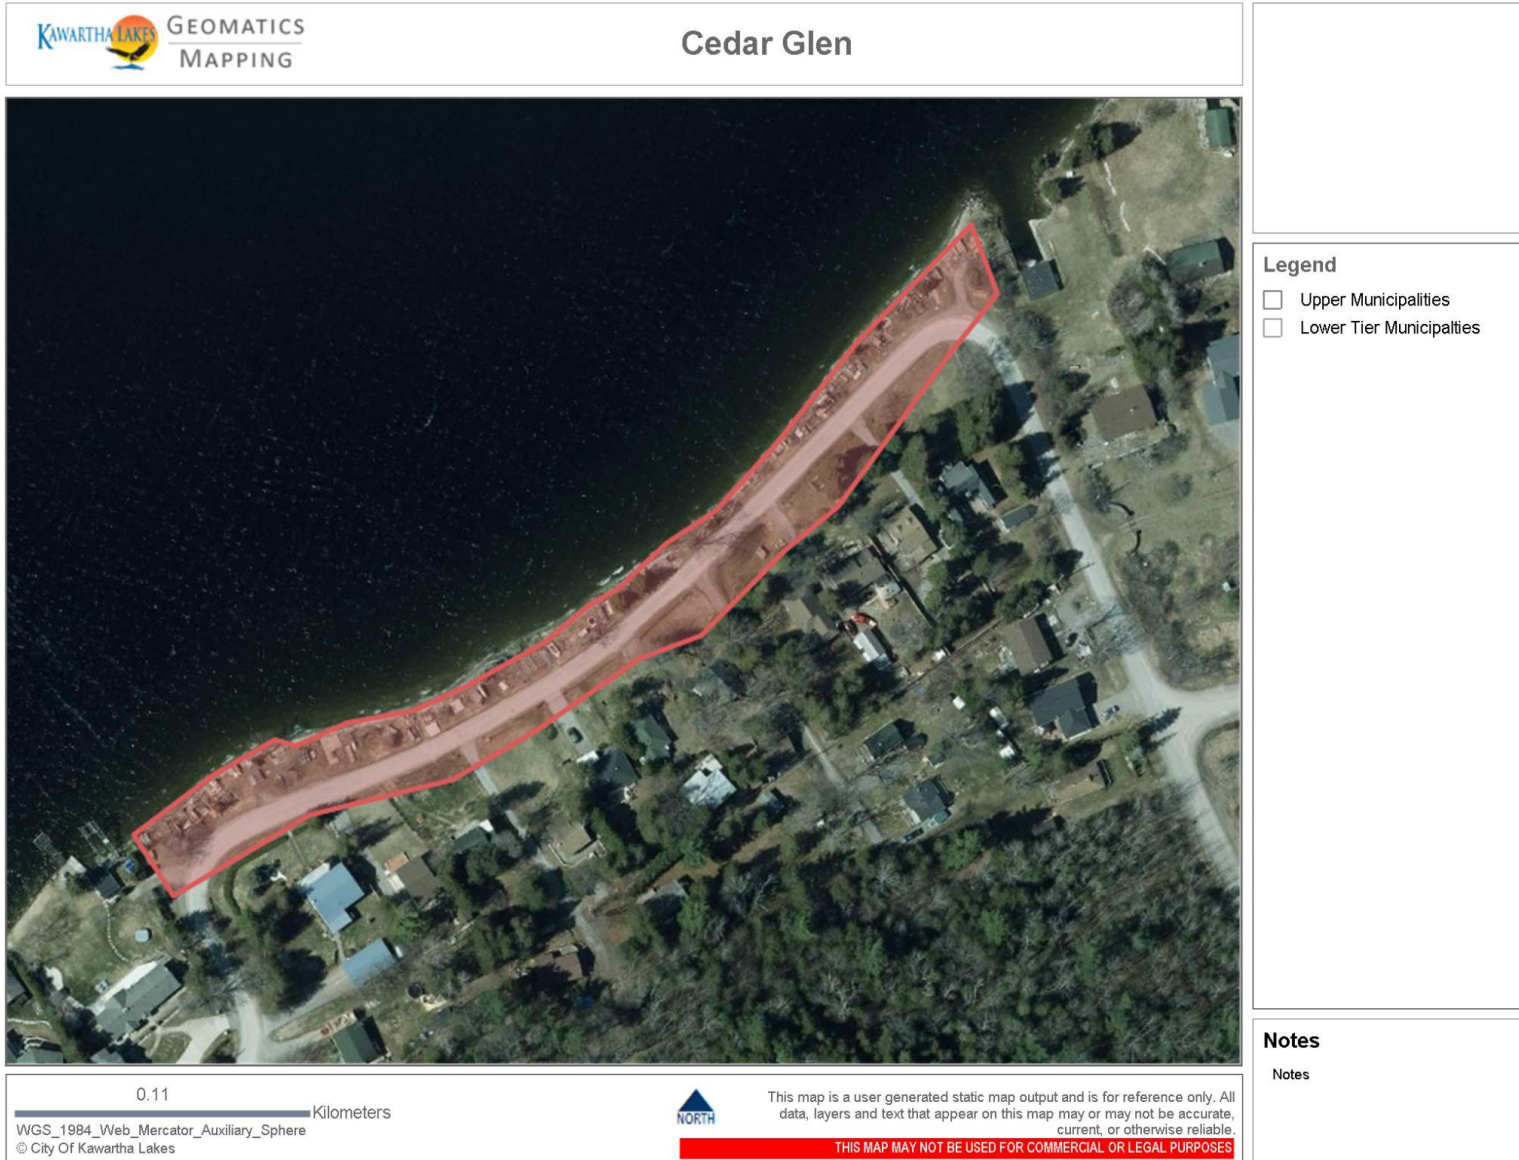 KAWARTHA LAKES
GEOMATICS
MAPPING
Cedar Glen
Legend
Upper Municipalities
Lower Tier Municipalties
Notes
Notes
0.11
Kilometers
WGS_1984_Web_Mercator_Auxiliary_Sphere
© City Of Kawartha Lakes
NORTH
This map is a user generated static map output and is for reference only. All
data, layers and text that appear on this map may or may not be accurate,
current, or otherwise reliable.
THIS MAP MAY NOT BE USED FOR COMMERCIAL OR LEGAL PURPOSES